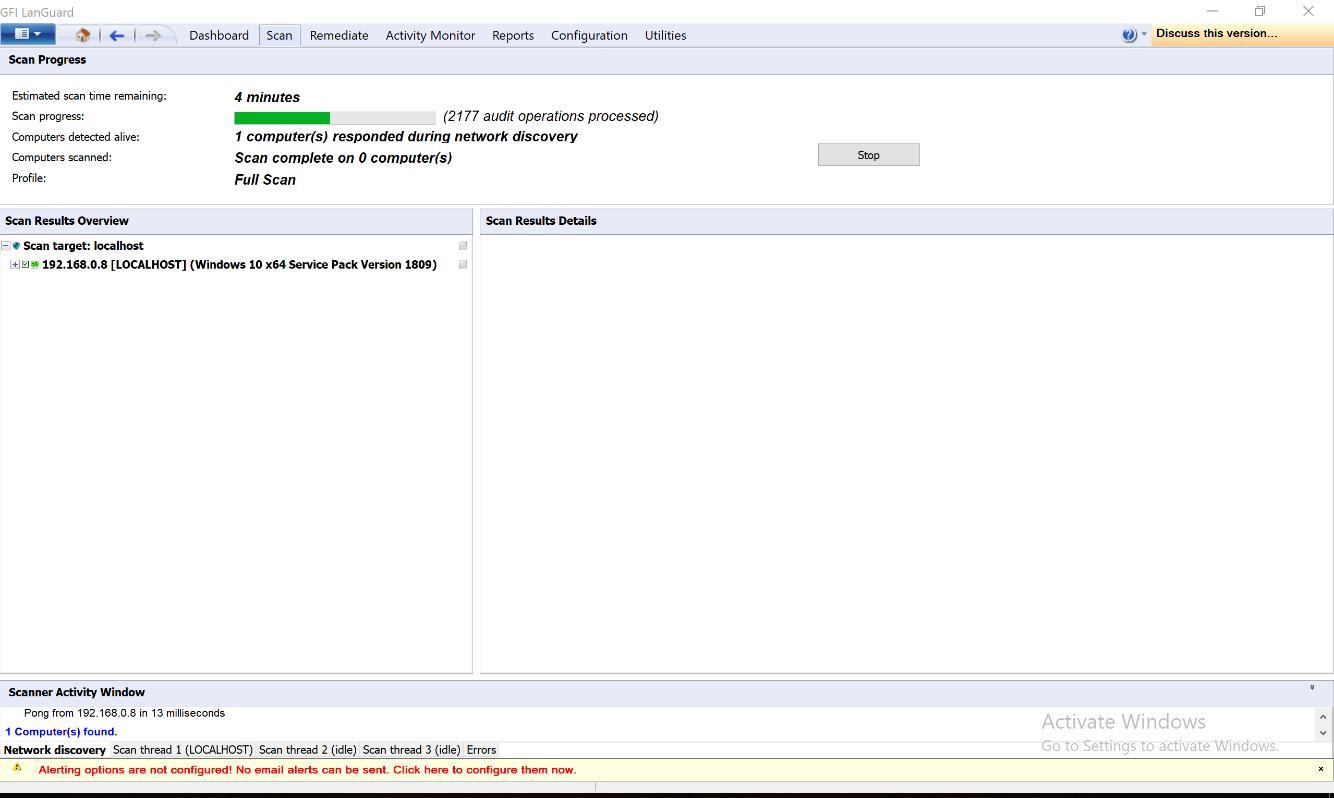 GFI LanGuard
Dashboard Scan Remediate Activity Monitor Reports Configuration Utilities
Discuss this version...
Scan Progress
Estimated scan time remaining: 4 minutes
Scan progress: (2177 audit operations processed)
Computers detected alive: 1 computer(s) responded during network discovery
Computers scanned: Scan complete on 0 computer(s)
Stop
Profile: Full Scan
Scan Results Overview
Scan target: localhost
192.168.0.8 [LOCALHOST] (Windows 10 x64 Service Pack Version 1809)
Scan Results Details
Scanner Activity Window
Pong from 192.168.0.8 in 13 milliseconds
1 Computer(s) found.
Network discovery Scan thread 1 (LOCALHOST) Scan thread 2 (idle) Scan thread 3 (idle) Errors
Activate Windows
Go to Settings to activate Windows.
Alerting options are not configured! No email alerts can be sent. Click here to configure them now.